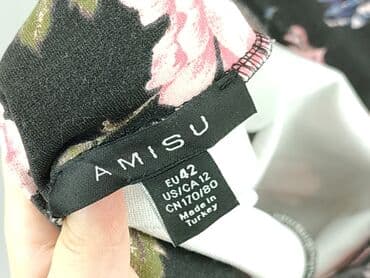 AMISU
EU 42
US/CA 12
CN 170/80
Made in
Turkey